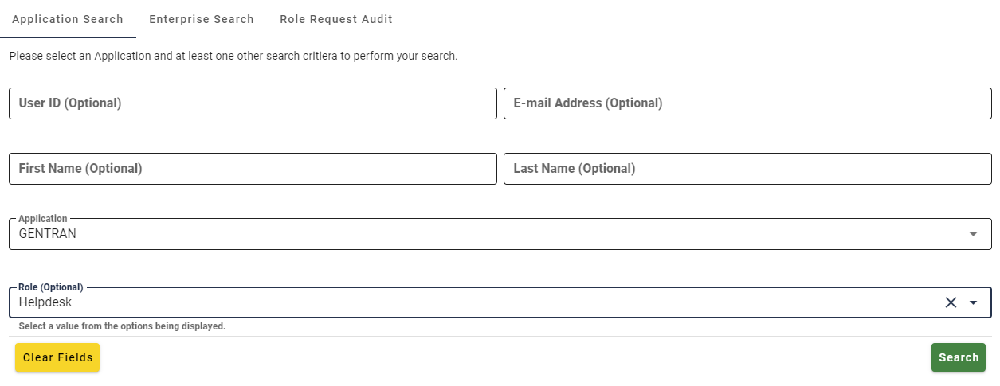 Application Search Enterprise Search Role Request Audit
Please select an Application and at least one other search critiera to perform your search.
User ID (Optional) E-mail Address (Optional)
First Name (Optional) Last Name (Optional)
Application
GENTRAN
Role (Optional)
Helpdesk
Select a value from the options being displayed.
Clear Fields Search